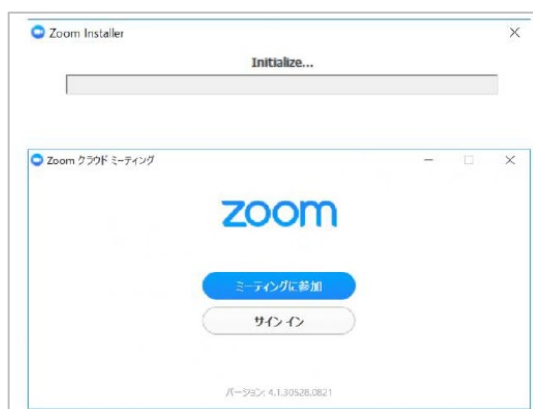 Zoom Installer
Initialize...
Zoom クラウド ミーティング
zoom
ミーティングに参加
サイン イン
バージョン: 4.1.30528.0821